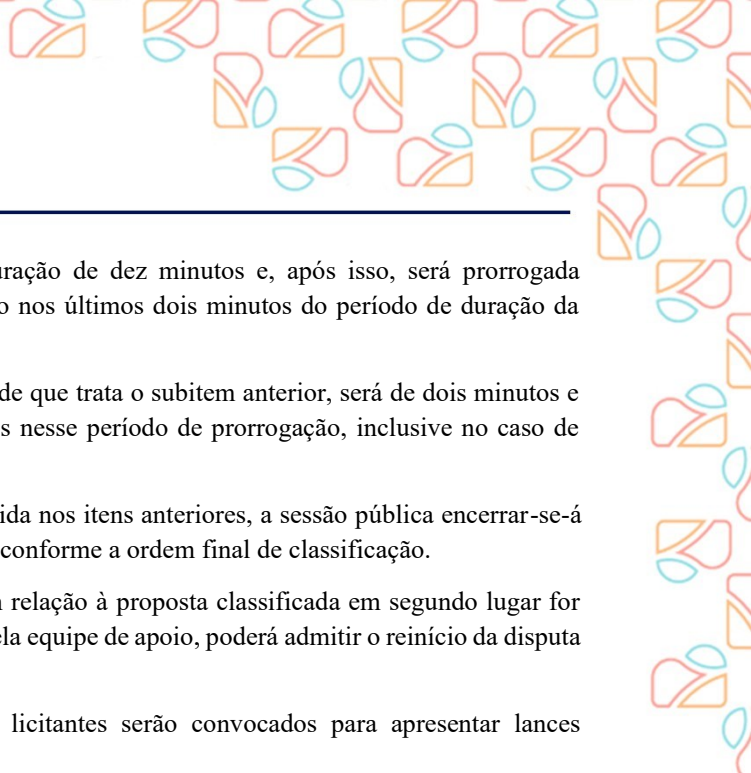 uração de dez minutos e, após isso, será prorrogada
o nos últimos dois minutos do período de duração da
de que trata o subitem anterior, será de dois minutos e
s nesse período de prorrogação, inclusive no caso de
ida nos itens anteriores, a sessão pública encerrar-se-á
conforme a ordem final de classificação.
relação à proposta classificada em segundo lugar for
ela equipe de apoio, poderá admitir o reinício da disputa
licitantes serão convocados para apresentar lances